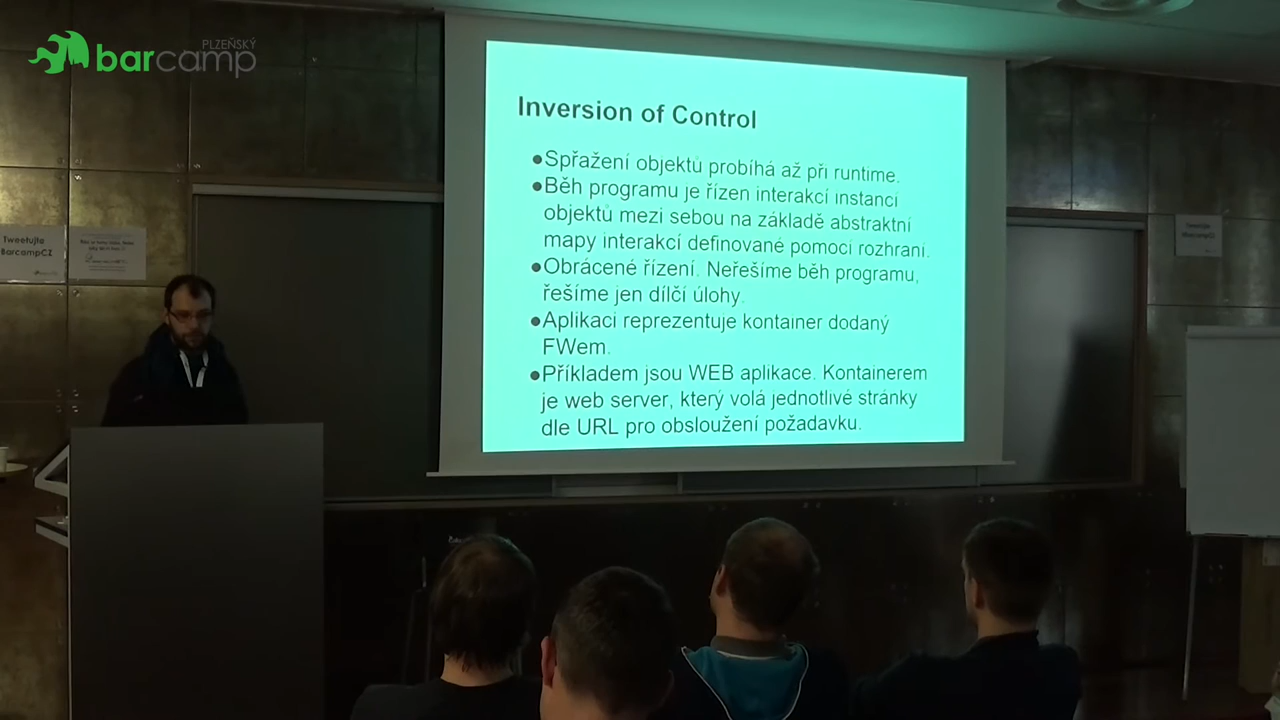 PLZEŇSKÝ
barcamp
Inversion of Control
●Spřažení objektů probíhá až při runtime.
●Běh programu je řízen interakcí instancí
objektů mezi sebou na základě abstraktní
mapy interakcí definované pomocí rozhraní.
●Obrácené řízení. Neřešíme běh programu,
řešíme jen dílčí úlohy.
●Aplikaci reprezentuje kontainer dodaný
FWem.
●Příkladem jsou WEB aplikace. Kontainerem
je web server, který volá jednotlivé stránky
dle URL pro obsloužení požadavku.
Tweetujte
BarcampCZ
Tweetujte
BarcampCZ